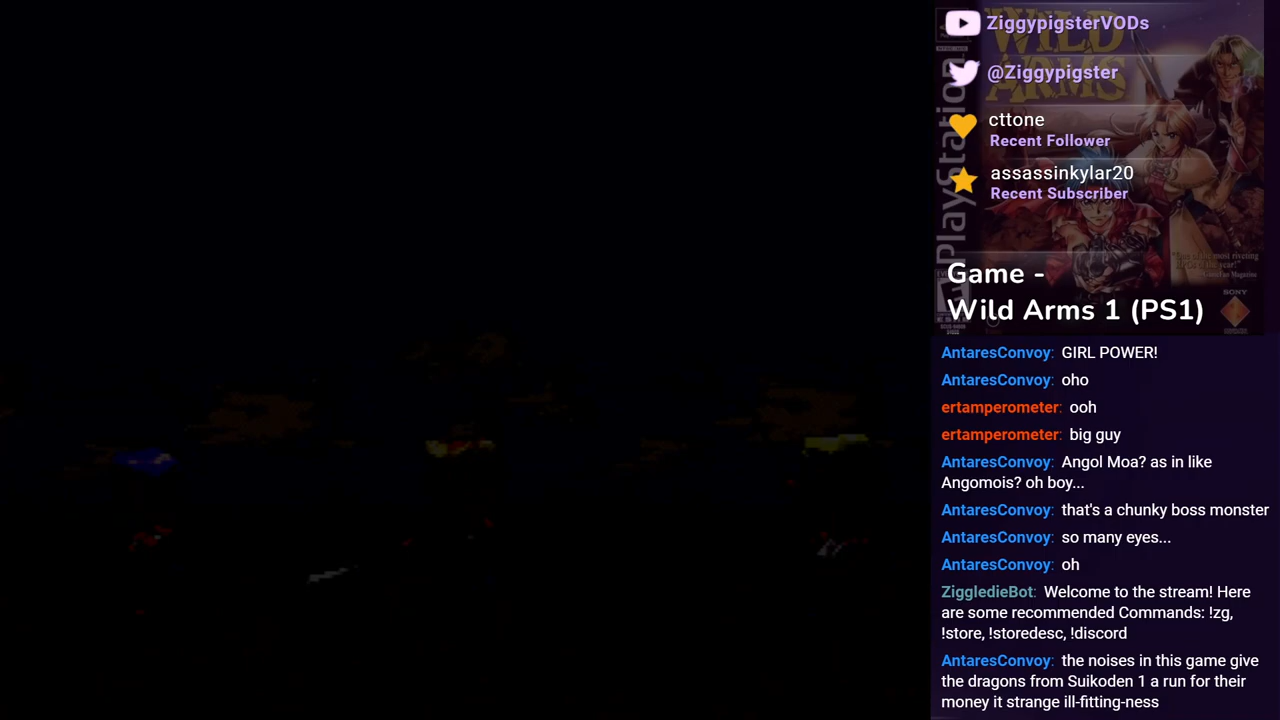 ZiggypigsterVODs
@Ziggypigster
cttone
Recent Follower
assassinkylar20
Recent Subscriber
WILD
ARMS
PlayStation
SONY
Game -
Wild Arms 1 (PS1)
AntaresConvoy: GIRL POWER!
AntaresConvoy: oho
ertamperometer: ooh
ertamperometer: big guy
AntaresConvoy: Angol Moa? as in like
Angomois? oh boy...
AntaresConvoy: that's a chunky boss monster
AntaresConvoy: so many eyes...
AntaresConvoy: oh
ZiggledieBot: Welcome to the stream! Here
are some recommended Commands: !zg,
!store, !storedesc, !discord
AntaresConvoy: the noises in this game give
the dragons from Suikoden 1 a run for their
money it strange ill-fitting-ness